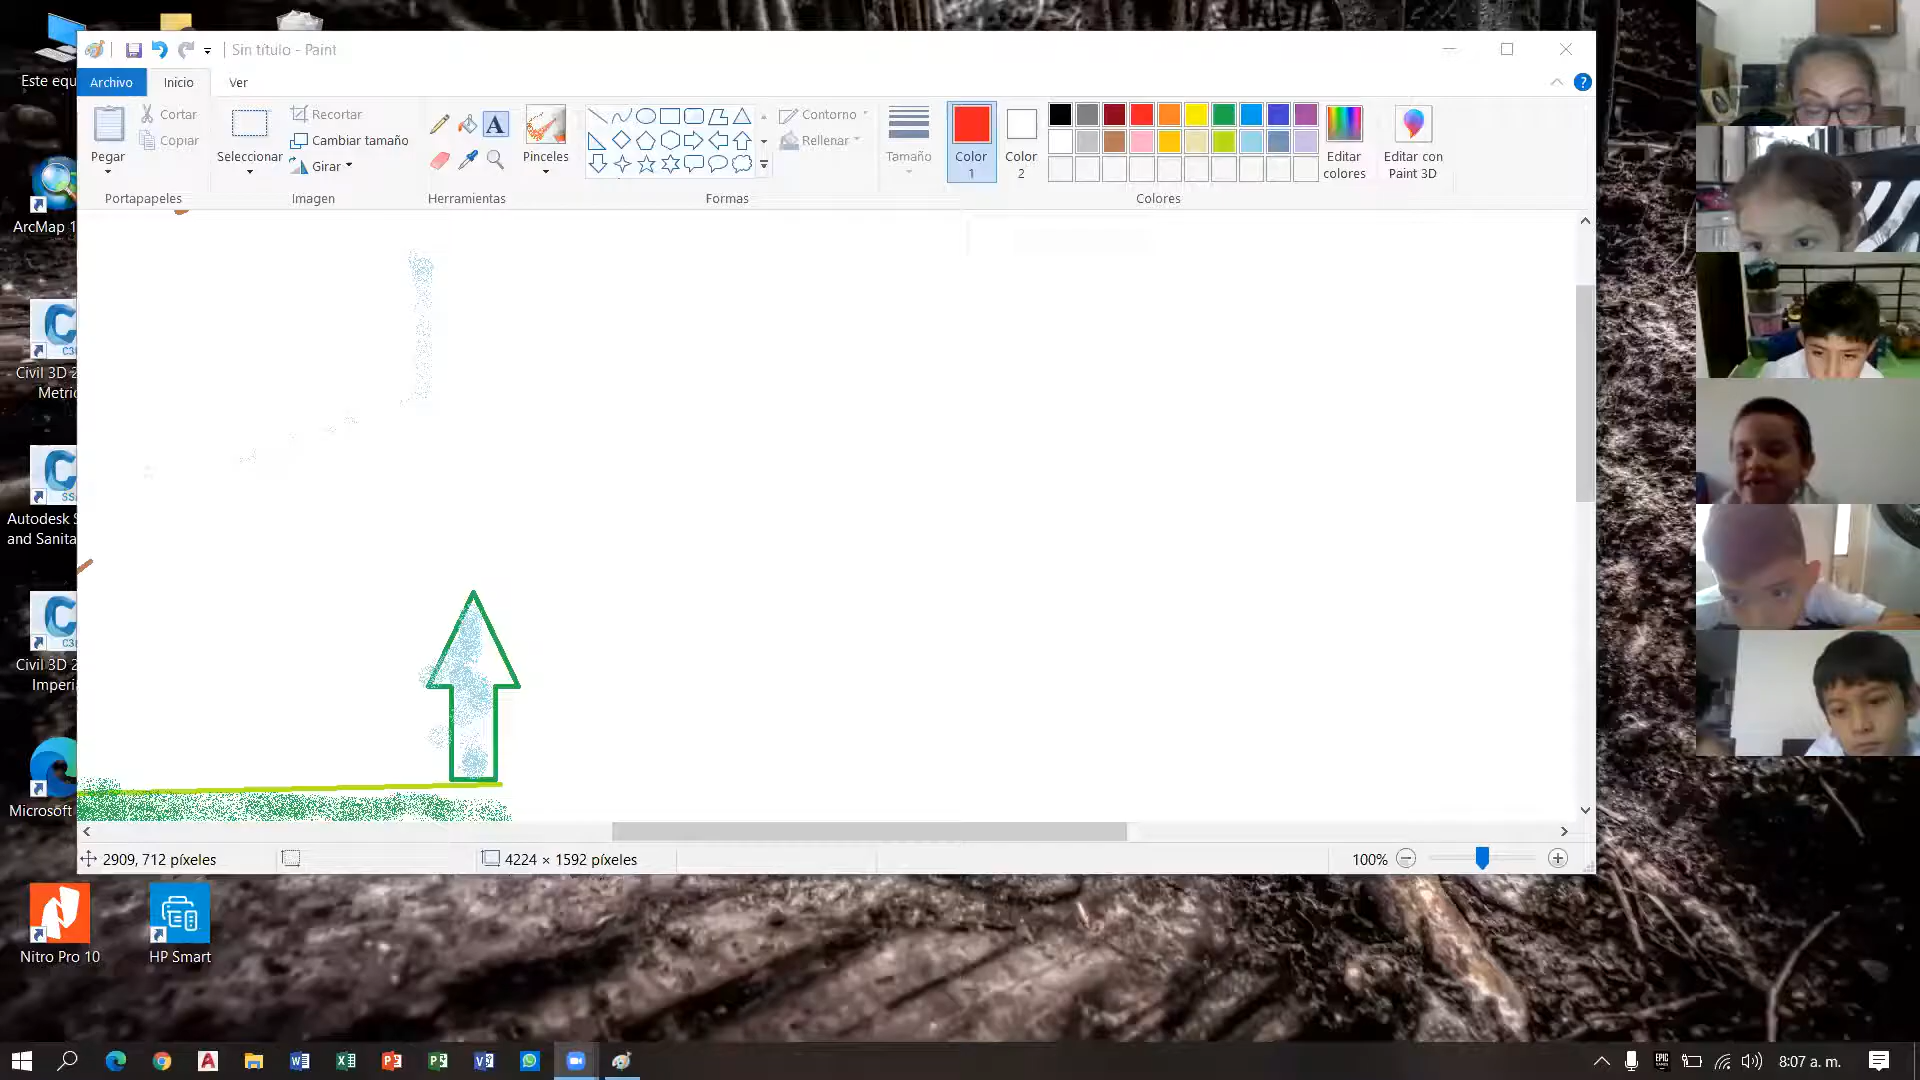 Sin título - Paint
Archivo
Inicio
Ver
Pegar
Cortar
Copiar
Portapapeles
Seleccionar
Recortar
Cambiar tamaño
Girar
Imagen
A
Herramientas
Pinceles
Formas
Contorno
Rellenar
Tamaño
Color
1
Color
2
Editar
colores
Editar con
Paint 3D
Colores
Este equ
ArcMap 1
Civil 3D 2
Metric
Autodesk S
and Sanita
Civil 3D 2
Imperi
Microsoft
Nitro Pro 10
HP Smart
2909, 712 píxeles
4224 × 1592 píxeles
100%
8:07 a. m.